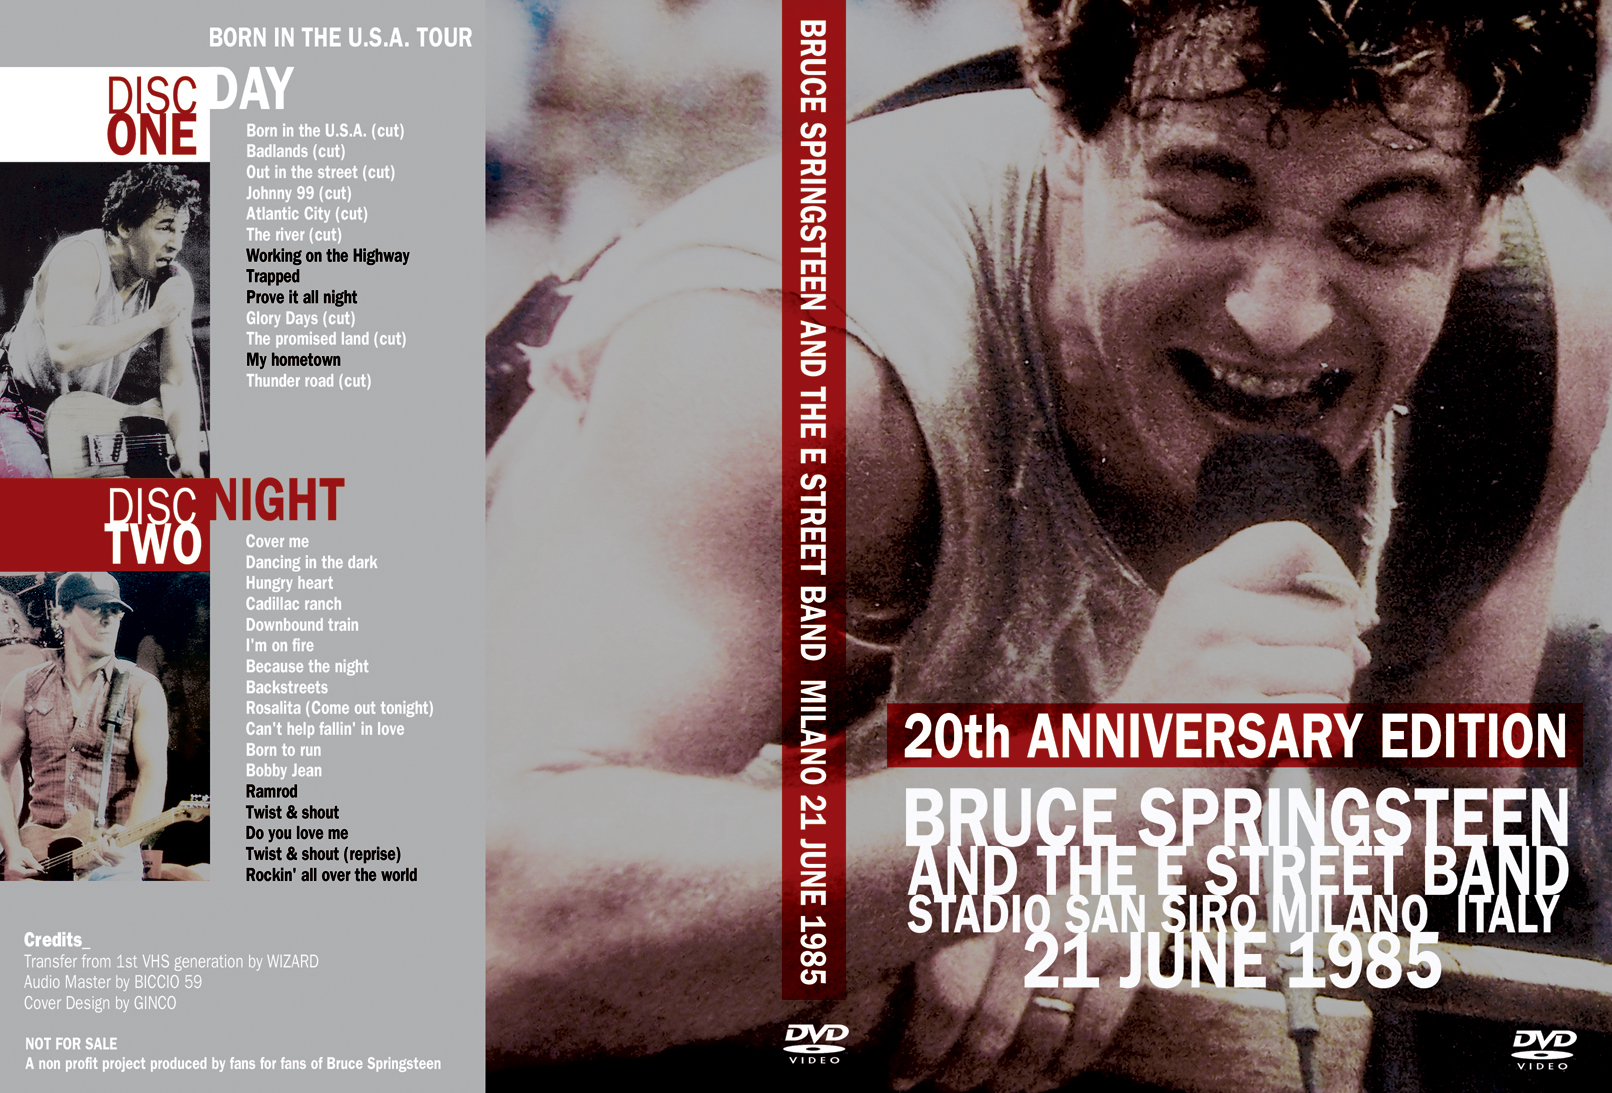 BORN IN THE U.S.A. TOUR
DISC
ONE
DAY
Born in the U.S.A. (cut)
Badlands (cut)
Out in the street (cut)
Johnny 99 (cut)
Atlantic City (cut)
The river (cut)
Working on the Highway
Trapped
Prove it all night
Glory Days (cut)
The promised land (cut)
My hometown
Thunder road (cut)
DISC
TWO
NIGHT
Cover me
Dancing in the dark
Hungry heart
Cadillac ranch
Downbound train
I'm on fire
Because the night
Backstreets
Rosalita (Come out tonight)
Can't help fallin' in love
Born to run
Bobby Jean
Ramrod
Twist & shout
Do you love me
Twist & shout (reprise)
Rockin' all over the world
Credits_
Transfer from 1st VHS generation by WIZARD
Audio Master by BICCIO 59
Cover Design by GINCO
NOT FOR SALE
A non profit project produced by fans for fans of Bruce Springsteen
BRUCE SPRINGSTEEN AND THE E STREET BAND MILANO 21 JUNE 1985
DVD
VIDEO
20th ANNIVERSARY EDITION
BRUCE SPRINGSTEEN
AND THE E STREET BAND
STADIO SAN SIRO MILANO ITALY
21 JUNE 1985
DVD
VIDEO